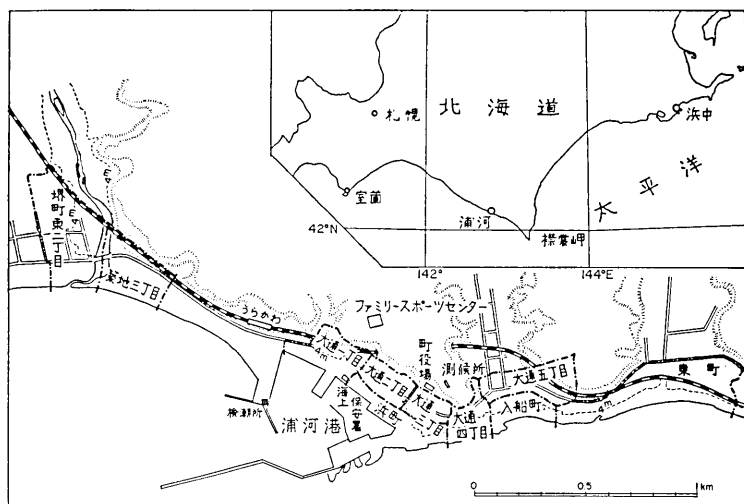 北海道
札幌
浜中
太平洋
室蘭
浦河
襟裳岬
42°N
142°
144°E
堺町東一丁目
築地三丁目
うらかわ
ファミリースポーツセンター
大通一丁目
大通二丁目
大通三丁目
大通四丁目
大通五丁目
町役場
測候所
東町
入船町
浜町
海上保安署
検潮所
浦河港
4m
4m
E
E
0
0.5
1
km